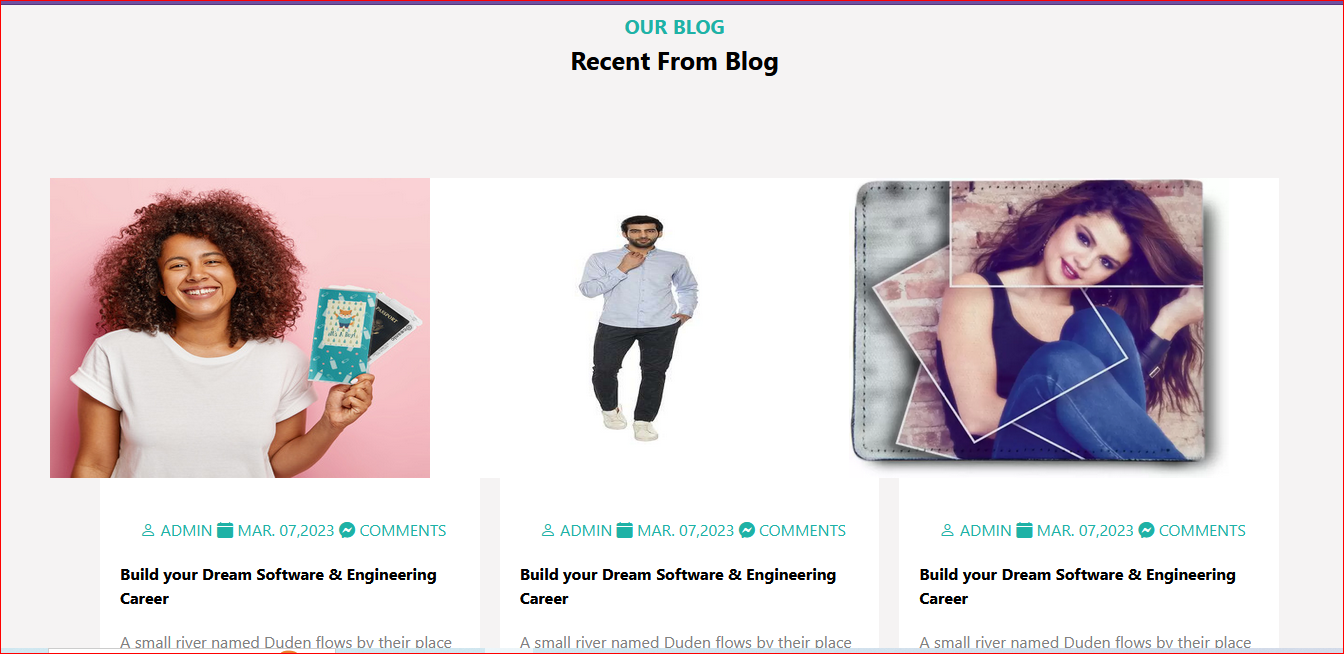 OUR BLOG
Recent From Blog
PASSPORT
ADMIN MAR. 07,2023 COMMENTS
Build your Dream Software & Engineering
Career
A small river named Duden flows by their place
ADMIN MAR. 07,2023 COMMENTS
Build your Dream Software & Engineering
Career
A small river named Duden flows by their place
ADMIN MAR. 07,2023 COMMENTS
Build your Dream Software & Engineering
Career
A small river named Duden flows by their place